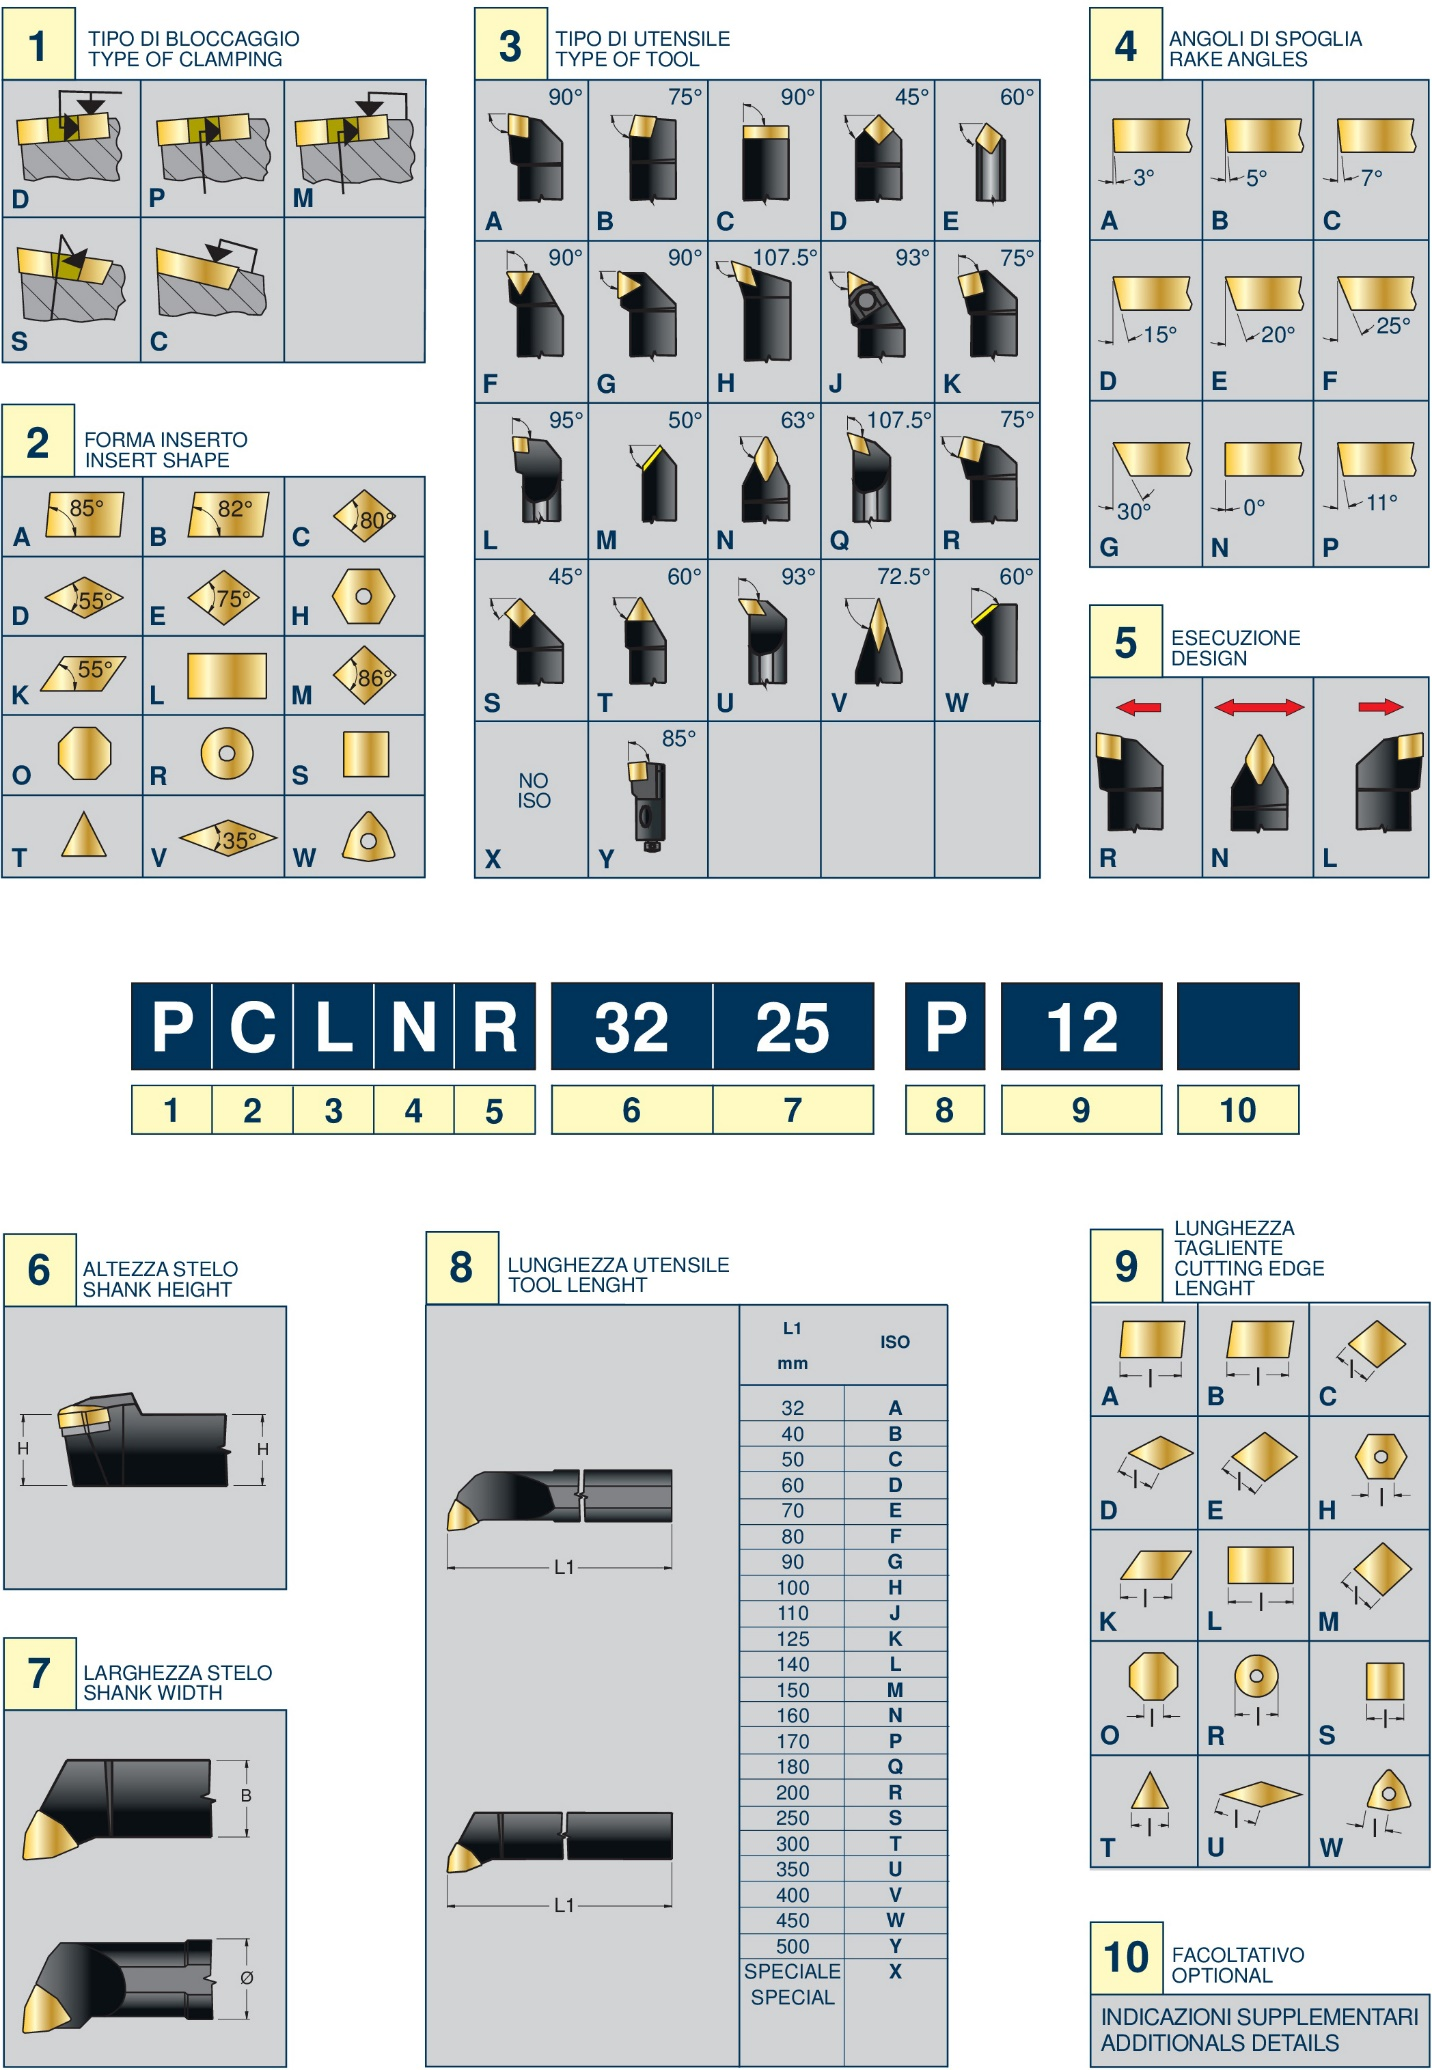 1
TIPO DI BLOCCAGGIO
TYPE OF CLAMPING
D
P
M
S
C
2
FORMA INSERTO
INSERT SHAPE
85°
A
82°
B
80°
C
55°
D
75°
E
H
55°
K
L
86°
M
O
R
S
T
35°
V
W
3
TIPO DI UTENSILE
TYPE OF TOOL
90°
A
75°
B
90°
C
45°
D
60°
E
90°
F
90°
G
107.5°
H
93°
J
75°
K
95°
L
50°
M
63°
N
107.5°
Q
75°
R
45°
S
60°
T
93°
U
72.5°
V
60°
W
NO
ISO
X
85°
Y
4
ANGOLI DI SPOGLIA
RAKE ANGLES
3°
A
5°
B
7°
C
15°
D
20°
E
25°
F
30°
G
0°
N
11°
P
5
ESECUZIONE
DESIGN
R
N
L
P C L N R 32 25 P 12
1 2 3 4 5 6 7 8 9 10
6
ALTEZZA STELO
SHANK HEIGHT
H
H
7
LARGHEZZA STELO
SHANK WIDTH
B
Ø
8
LUNGHEZZA UTENSILE
TOOL LENGHT
L1
L1
L1
mm
ISO
32 A
40 B
50 C
60 D
70 E
80 F
90 G
100 H
110 J
125 K
140 L
150 M
160 N
170 P
180 Q
200 R
250 S
300 T
350 U
400 V
450 W
500 Y
SPECIALE X
SPECIAL
9
LUNGHEZZA
TAGLIENTE
CUTTING EDGE
LENGHT
l
A
l
B
l
C
l
D
l
E
l
H
l
K
l
L
l
M
l
O
l
R
l
S
l
T
l
U
l
W
10
FACOLTATIVO
OPTIONAL
INDICAZIONI SUPPLEMENTARI
ADDITIONALS DETAILS